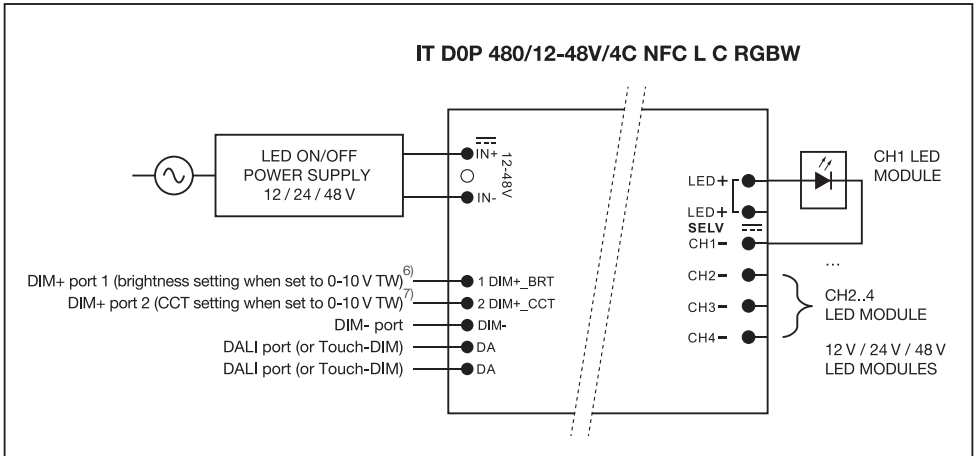 IT D0P 480/12-48V/4C NFC L C RGBW
LED ON/OFF
POWER SUPPLY
12 / 24 / 48 V
IN+
IN-
12-48V
DIM+ port 1 (brightness setting when set to 0-10 V TW)6)
DIM+ port 2 (CCT setting when set to 0-10 V TW)7)
DIM- port
DALI port (or Touch-DIM)
DALI port (or Touch-DIM)
1 DIM+_BRT
2 DIM+_CCT
DIM-
DA
DA
LED+
LED+
SELV
CH1-
CH2-
CH3-
CH4-
CH1 LED
MODULE
...
CH2..4
LED MODULE
12 V / 24 V / 48 V
LED MODULES